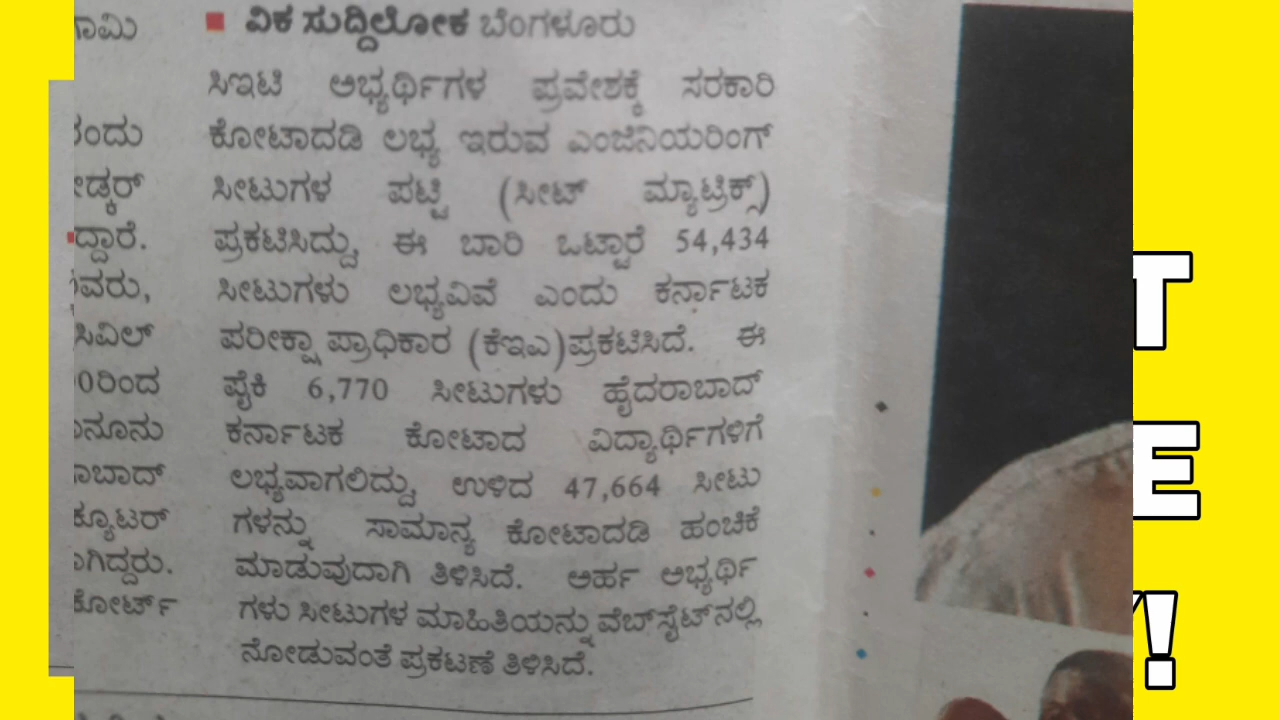 ಗಾಮಿ
ರಂದು
ದ್ದಾರೆ.
ಸಿವಿಲ್
೦ರಿಂದ
ಾನೂನು
ಾಬಾದ್
ಕ್ಯೂಟರ್
ಾಗಿದ್ದರು.
ಕೋರ್ಟ್
ವಿಕ ಸುದ್ದಿಲೋಕ ಬೆಂಗಳೂರು
ಸಿಇಟಿ ಅಭ್ಯರ್ಥಿಗಳ ಪ್ರವೇಶಕ್ಕೆ ಸರಕಾರಿ
ಕೋಟಾದಡಿ ಲಭ್ಯ ಇರುವ ಎಂಜಿನಿಯರಿಂಗ್
ಸೀಟುಗಳ ಪಟ್ಟಿ (ಸೀಟ್ ಮ್ಯಾಟ್ರಿಕ್ಸ್)
ಪ್ರಕಟಿಸಿದ್ದು, ಈ ಬಾರಿ ಒಟ್ಟಾರೆ 54,434
ಸೀಟುಗಳು ಲಭ್ಯವಿವೆ ಎಂದು ಕರ್ನಾಟಕ
ಪರೀಕ್ಷಾ ಪ್ರಾಧಿಕಾರ (ಕೆಇಎ)ಪ್ರಕಟಿಸಿದೆ. ಈ
ಪೈಕಿ 6,770 ಸೀಟುಗಳು ಹೈದರಾಬಾದ್
ಕರ್ನಾಟಕ ಕೋಟಾದ ವಿದ್ಯಾರ್ಥಿಗಳಿಗೆ
ಲಭ್ಯವಾಗಲಿದ್ದು, ಉಳಿದ 47,664 ಸೀಟು
ಗಳನ್ನು ಸಾಮಾನ್ಯ ಕೋಟಾದಡಿ ಹಂಚಿಕೆ
ಮಾಡುವುದಾಗಿ ತಿಳಿಸಿದೆ. ಅರ್ಹ ಅಭ್ಯರ್ಥಿ
ಗಳು ಸೀಟುಗಳ ಮಾಹಿತಿಯನ್ನು ವೆಬ್‌ಸೈಟ್‌ನಲ್ಲಿ
ನೋಡುವಂತೆ ಪ್ರಕಟಣೆ ತಿಳಿಸಿದೆ.
T
E
!